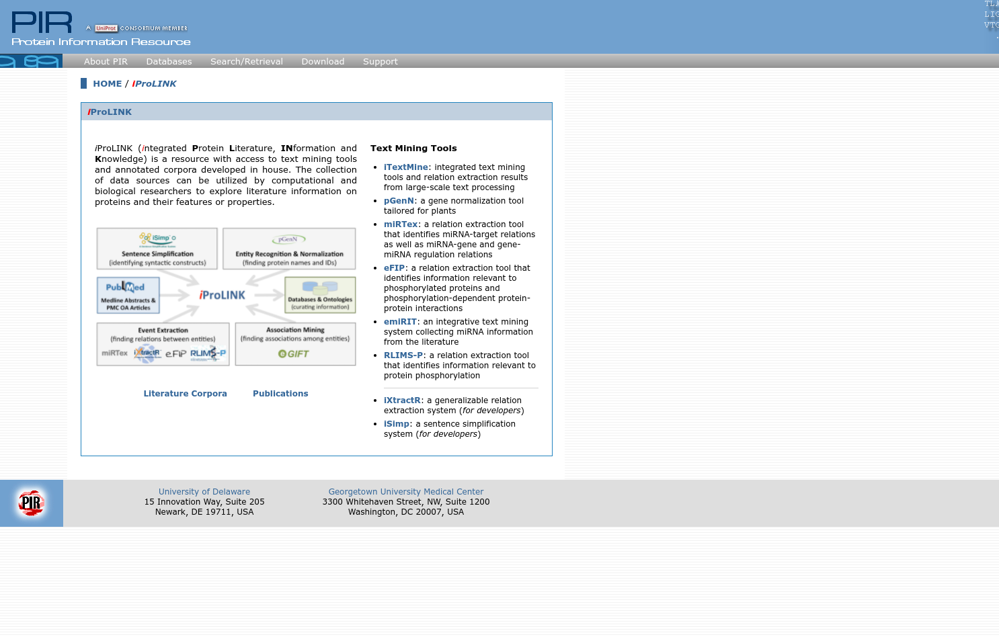 PIR
A UniProt CONSORTIUM MEMBER
Protein Information Resource
TLA
LIG
VTG
About PIR Databases Search/Retrieval Download Support
HOME / iProLINK
iProLINK
iProLINK (integrated Protein Literature, INformation and
Knowledge) is a resource with access to text mining tools
and annotated corpora developed in house. The collection
of data sources can be utilized by computational and
biological researchers to explore literature information on
proteins and their features or properties.
iSimp
Sentence Simplification
(identifying syntactic constructs)
pGenN
Entity Recognition & Normalization
(finding protein names and IDs)
PubMed
Medline Abstracts &
PMC OA Articles
iProLINK
Databases & Ontologies
(curating information)
Event Extraction
(finding relations between entities)
miRTex iXtractR eFIP RLIMS-P
Association Mining
(finding associations among entities)
eGIFT
Literature Corpora Publications
Text Mining Tools
• iTextMine: integrated text mining
tools and relation extraction results
from large-scale text processing
• pGenN: a gene normalization tool
tailored for plants
• miRTex: a relation extraction tool
that identifies miRNA-target relations
as well as miRNA-gene and gene-
miRNA regulation relations
• eFIP: a relation extraction tool that
identifies information relevant to
phosphorylated proteins and
phosphorylation-dependent protein-
protein interactions
• emiRIT: an integrative text mining
system collecting miRNA information
from the literature
• RLIMS-P: a relation extraction tool
that identifies information relevant to
protein phosphorylation
• iXtractR: a generalizable relation
extraction system (for developers)
• iSimp: a sentence simplification
system (for developers)
PIR
University of Delaware
15 Innovation Way, Suite 205
Newark, DE 19711, USA
Georgetown University Medical Center
3300 Whitehaven Street, NW, Suite 1200
Washington, DC 20007, USA